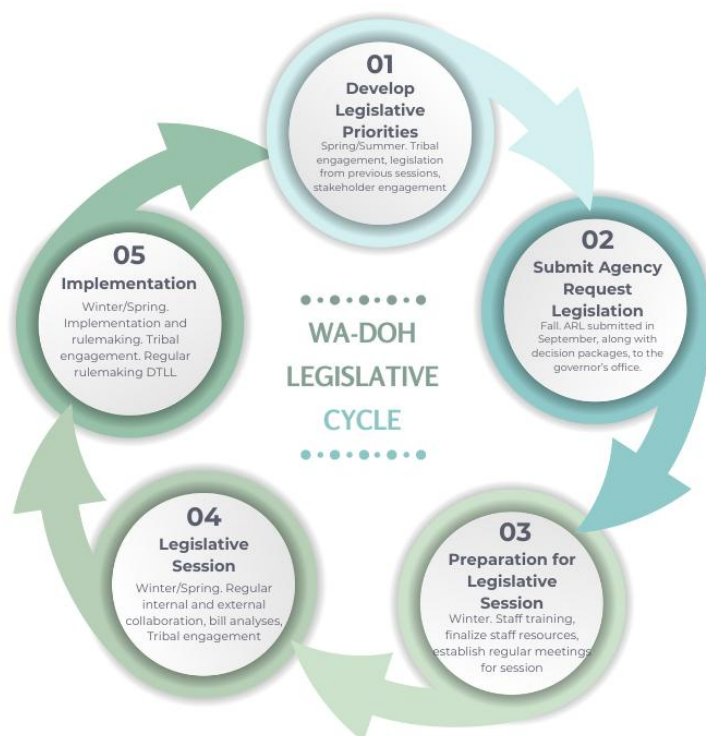 01
Develop
Legislative
Priorities
Spring/Summer. Tribal
engagement, legislation
from previous sessions,
stakeholder engagement
02
Submit Agency
Request
Legislation
Fall. ARL submitted in
September, along with
decision packages, to the
governor's office.
03
Preparation for
Legislative
Session
Winter. Staff training,
finalize staff resources,
establish regular meetings
for session
04
Legislative
Session
Winter/Spring. Regular
internal and external
collaboration, bill analyses,
Tribal engagement
05
Implementation
Winter/Spring.
Implementation and
rulemaking. Tribal
engagement. Regular
rulemaking DTLL
WA-DOH
LEGISLATIVE
CYCLE